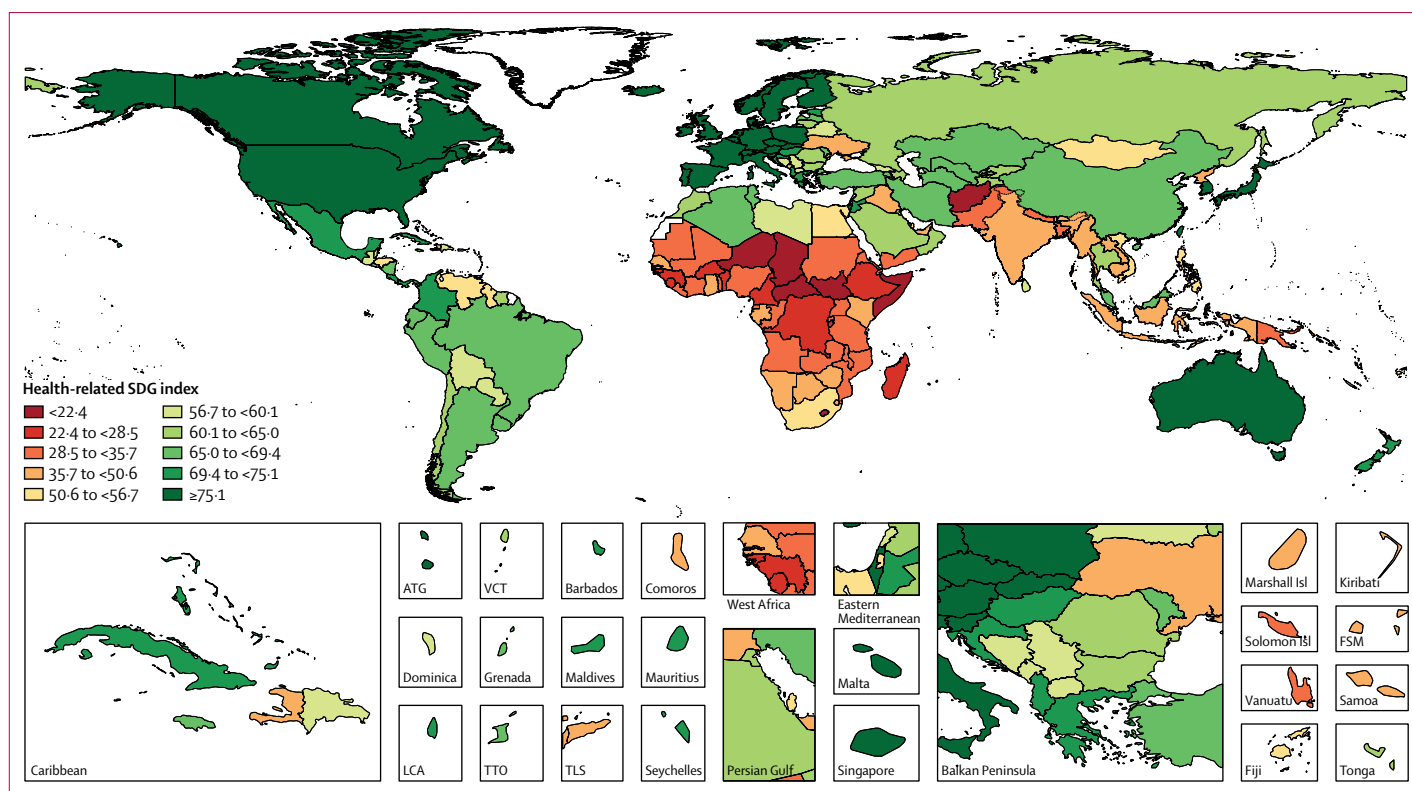 Health-related SDG index
<22·4
22·4 to <28·5
28·5 to <35·7
35·7 to <50·6
50·6 to <56·7
56·7 to <60·1
60·1 to <65·0
65·0 to <69·4
69·4 to <75·1
≥75·1
Caribbean
ATG
VCT
Barbados
Comoros
Dominica
Grenada
Maldives
Mauritius
LCA
TTO
TLS
Seychelles
West Africa
Eastern
Mediterranean
Persian Gulf
Malta
Singapore
Balkan Peninsula
Marshall Isl
Kiribati
Solomon Isl
FSM
Vanuatu
Samoa
Fiji
Tonga